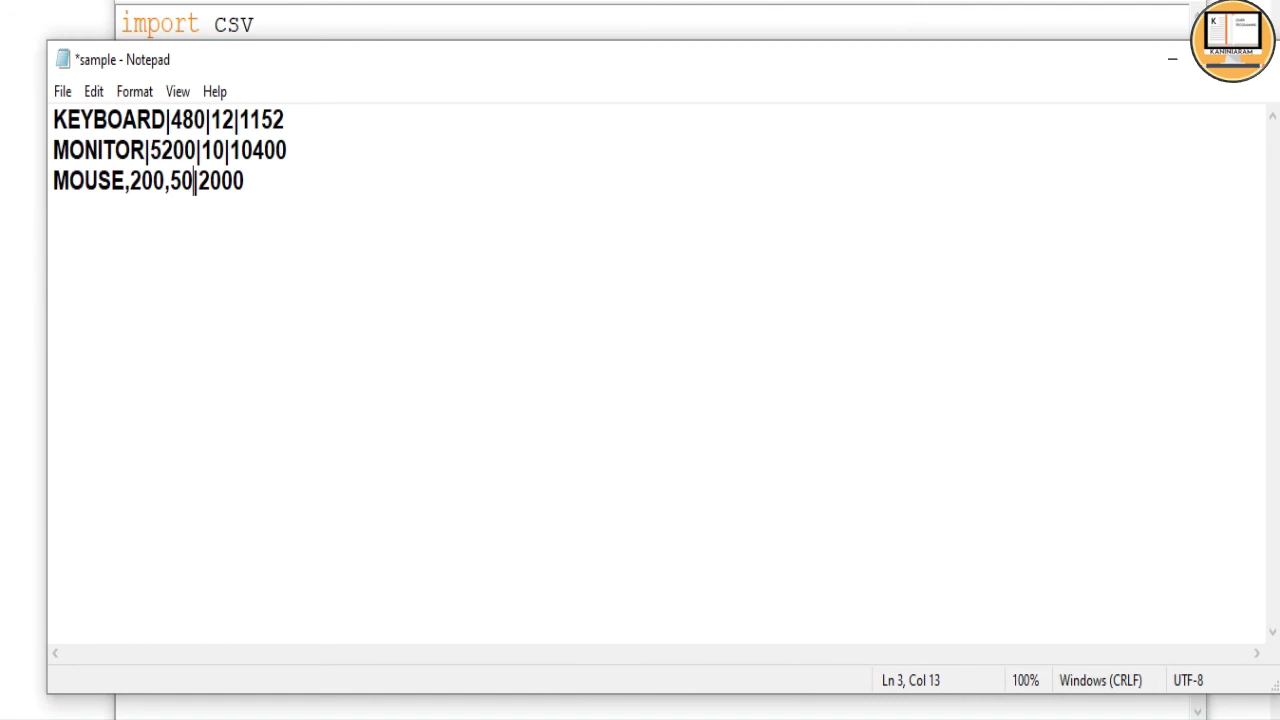 import csv
*sample - Notepad
File Edit Format View Help
KEYBOARD|480|12|1152
MONITOR|5200|10|10400
MOUSE,200,50|2000
Ln 3, Col 13 100% Windows (CRLF) UTF-8
K
KANINIARAM